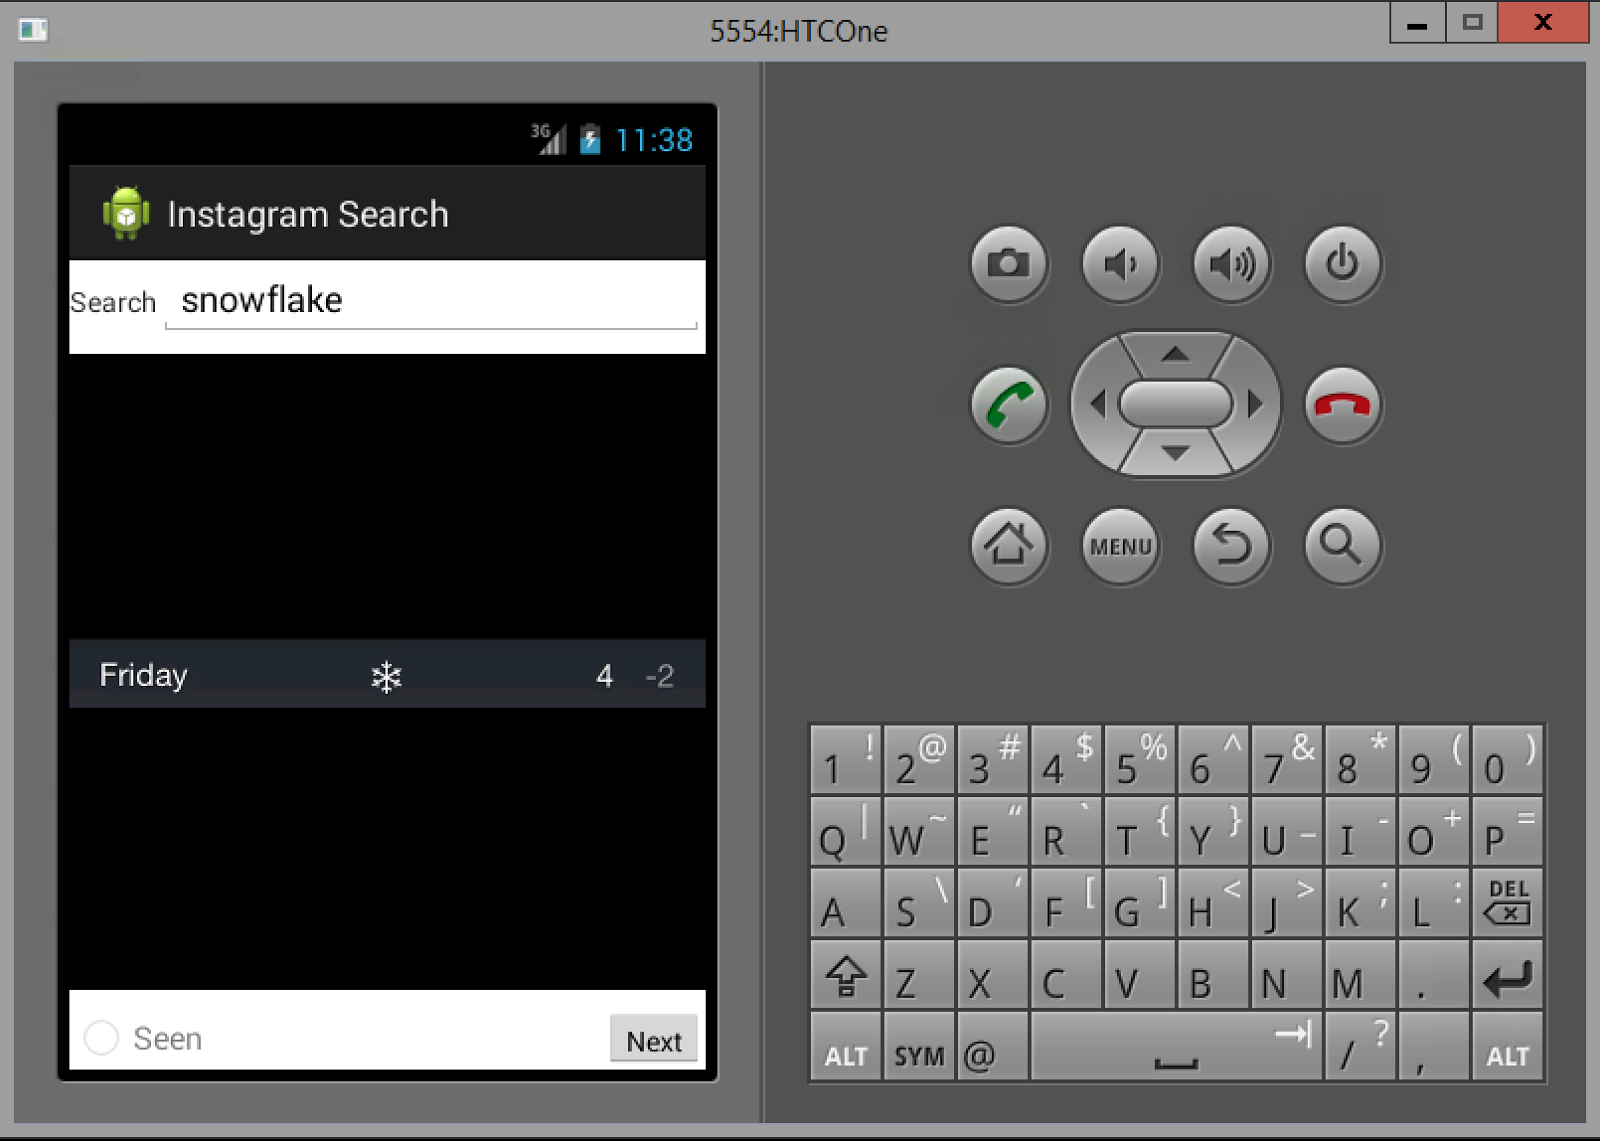 5554:HTCOne
3G 11:38
Instagram Search
Search snowflake
Friday 4 -2
Seen Next
MENU
1 ! 2 @ 3 # 4 $ 5 % 6 ^ 7 & 8 * 9 ( 0 )
Q | W ~ E “ R ` T { Y } U _ I - O + P =
A S \ D ‘ F [ G ] H < J > K ; L : DEL
Z X C V B N M .
ALT SYM @ / ? , ALT